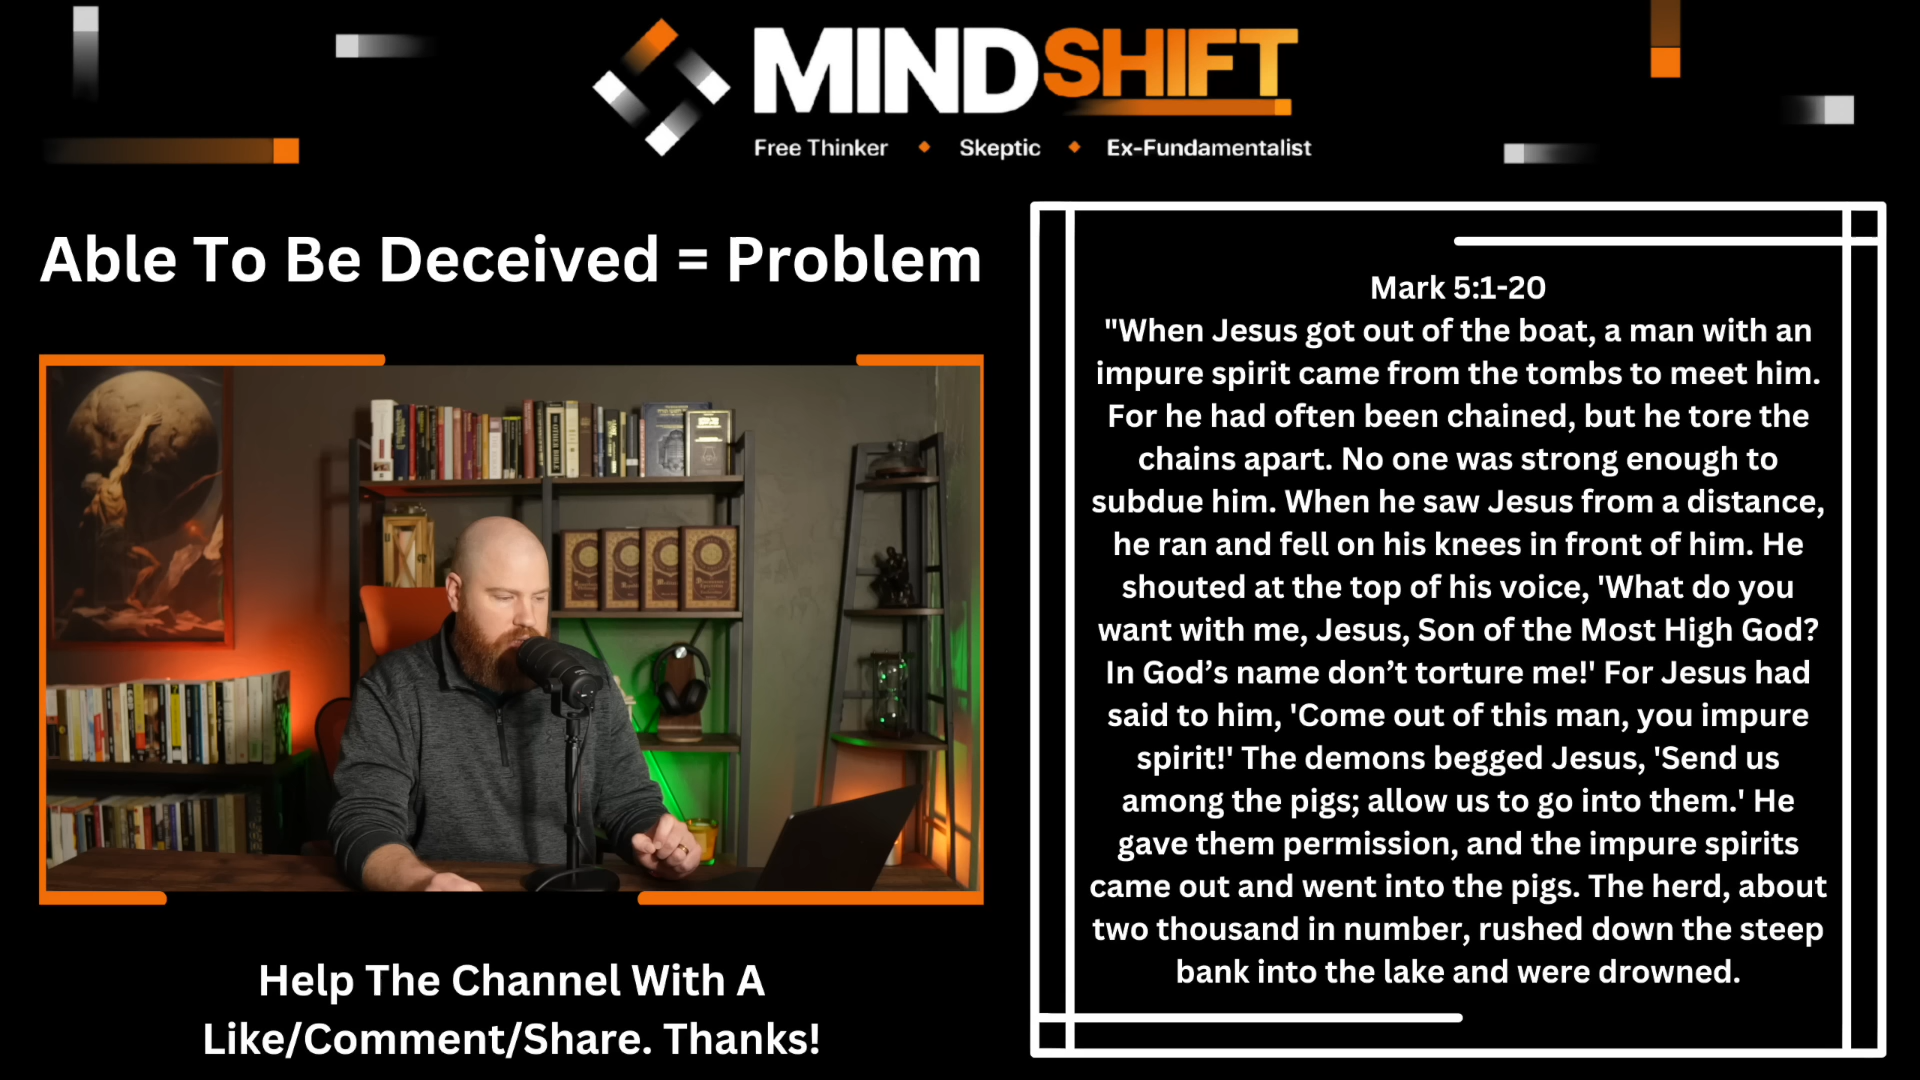 MINDSHIFT
Free Thinker ◆ Skeptic ◆ Ex-Fundamentalist
Able To Be Deceived = Problem
THE OTHER BIBLE
Help The Channel With A
Like/Comment/Share. Thanks!
Mark 5:1-20
"When Jesus got out of the boat, a man with an
impure spirit came from the tombs to meet him.
For he had often been chained, but he tore the
chains apart. No one was strong enough to
subdue him. When he saw Jesus from a distance,
he ran and fell on his knees in front of him. He
shouted at the top of his voice, 'What do you
want with me, Jesus, Son of the Most High God?
In God’s name don’t torture me!' For Jesus had
said to him, 'Come out of this man, you impure
spirit!' The demons begged Jesus, 'Send us
among the pigs; allow us to go into them.' He
gave them permission, and the impure spirits
came out and went into the pigs. The herd, about
two thousand in number, rushed down the steep
bank into the lake and were drowned.